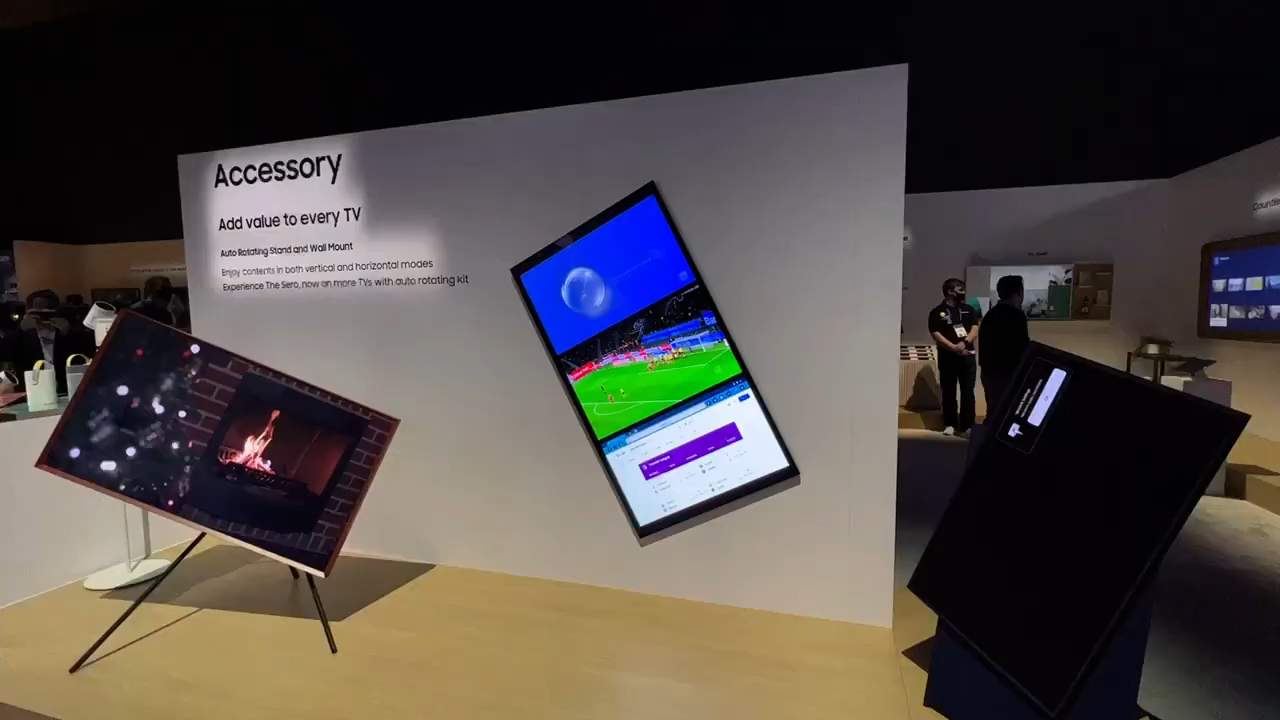 Accessory
Add value to every TV
Auto Rotating Stand and Wall Mount
Enjoy contents in both vertical and horizontal modes
Experience The Sero, now on more TVs with auto rotating kit